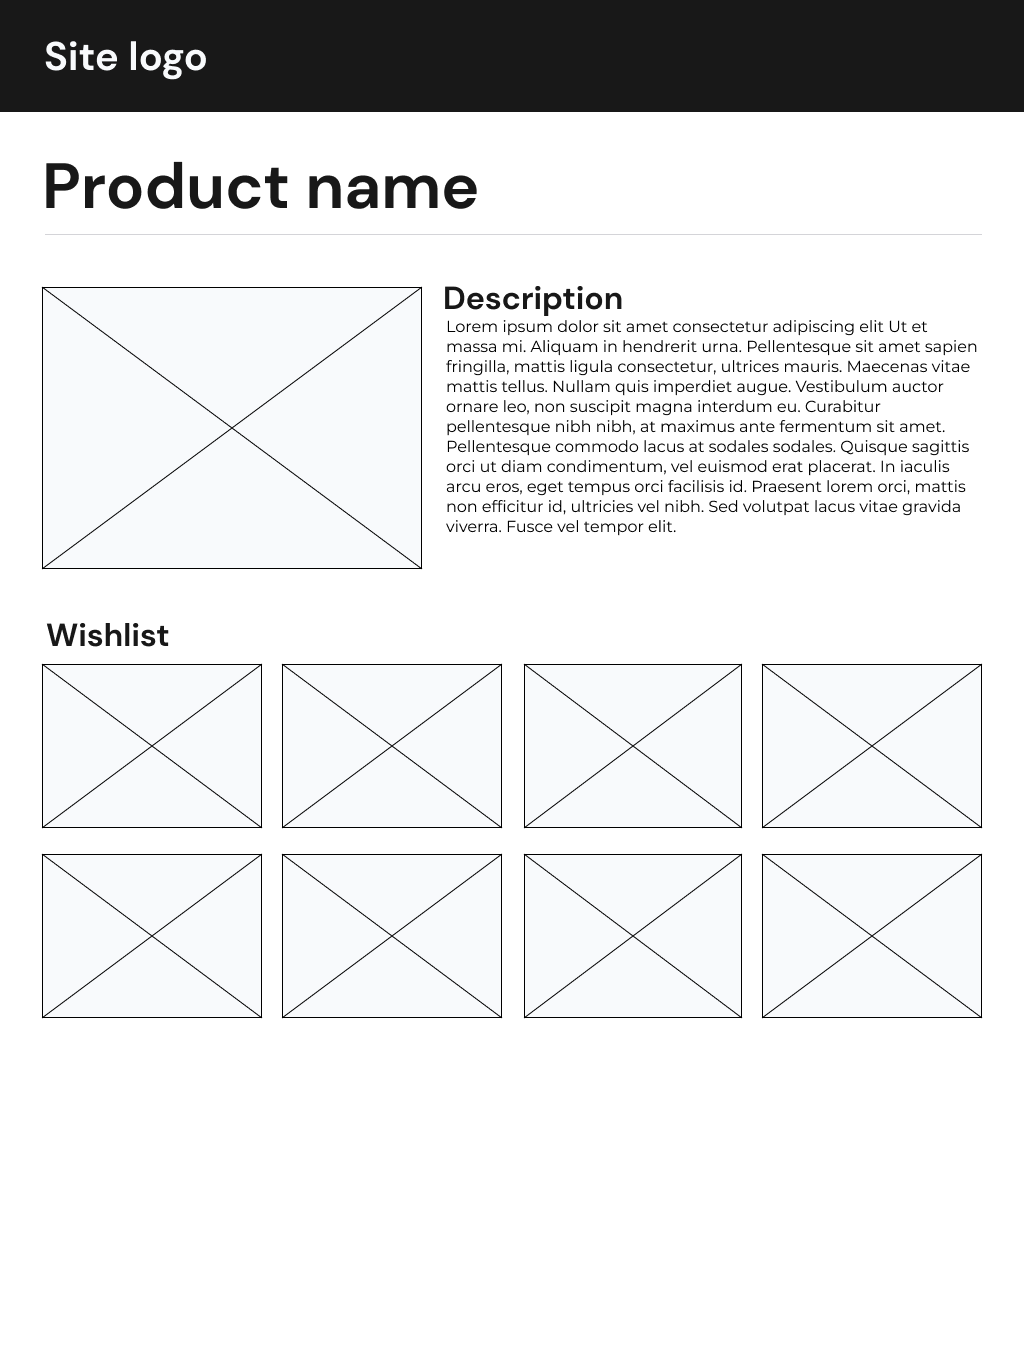 Site logo
Product name
Description
Lorem ipsum dolor sit amet consectetur adipiscing elit Ut et
massa mi. Aliquam in hendrerit urna. Pellentesque sit amet sapien
fringilla, mattis ligula consectetur, ultrices mauris. Maecenas vitae
mattis tellus. Nullam quis imperdiet augue. Vestibulum auctor
ornare leo, non suscipit magna interdum eu. Curabitur
pellentesque nibh nibh, at maximus ante fermentum sit amet.
Pellentesque commodo lacus at sodales sodales. Quisque sagittis
orci ut diam condimentum, vel euismod erat placerat. In iaculis
arcu eros, eget tempus orci facilisis id. Praesent lorem orci, mattis
non efficitur id, ultricies vel nibh. Sed volutpat lacus vitae gravida
viverra. Fusce vel tempor elit.
Wishlist